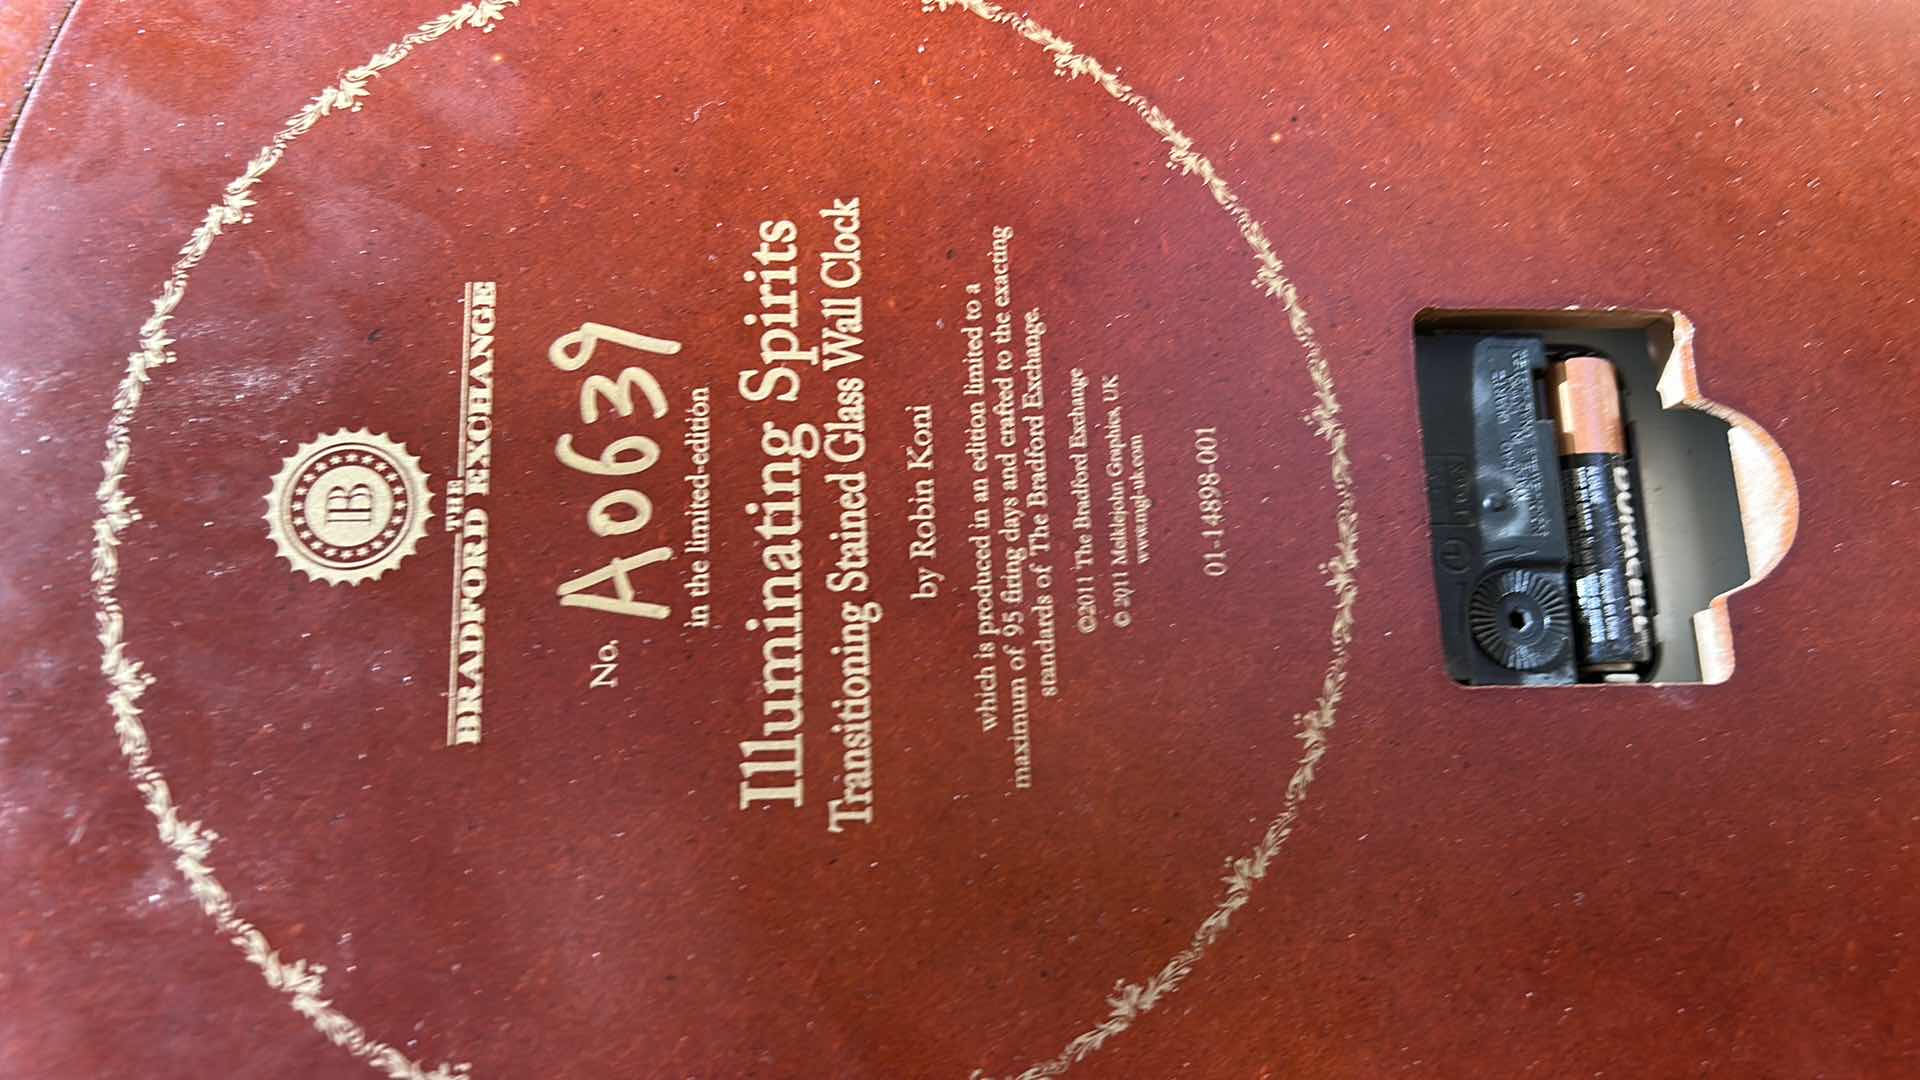 B
THE
BRADFORD EXCHANGE
No. A0639
in the limited-edition
Illuminating Spirits
Transitioning Stained Glass Wall Clock
by Robin Koni
which is produced in an edition limited to a
maximum of 95 firing days and crafted to the exacting
standards of The Bradford Exchange.
©2011 The Bradford Exchange
© 2011 Meiklejohn Graphics, UK
www.mgl-uk.com
01-14898-001
DURACELL